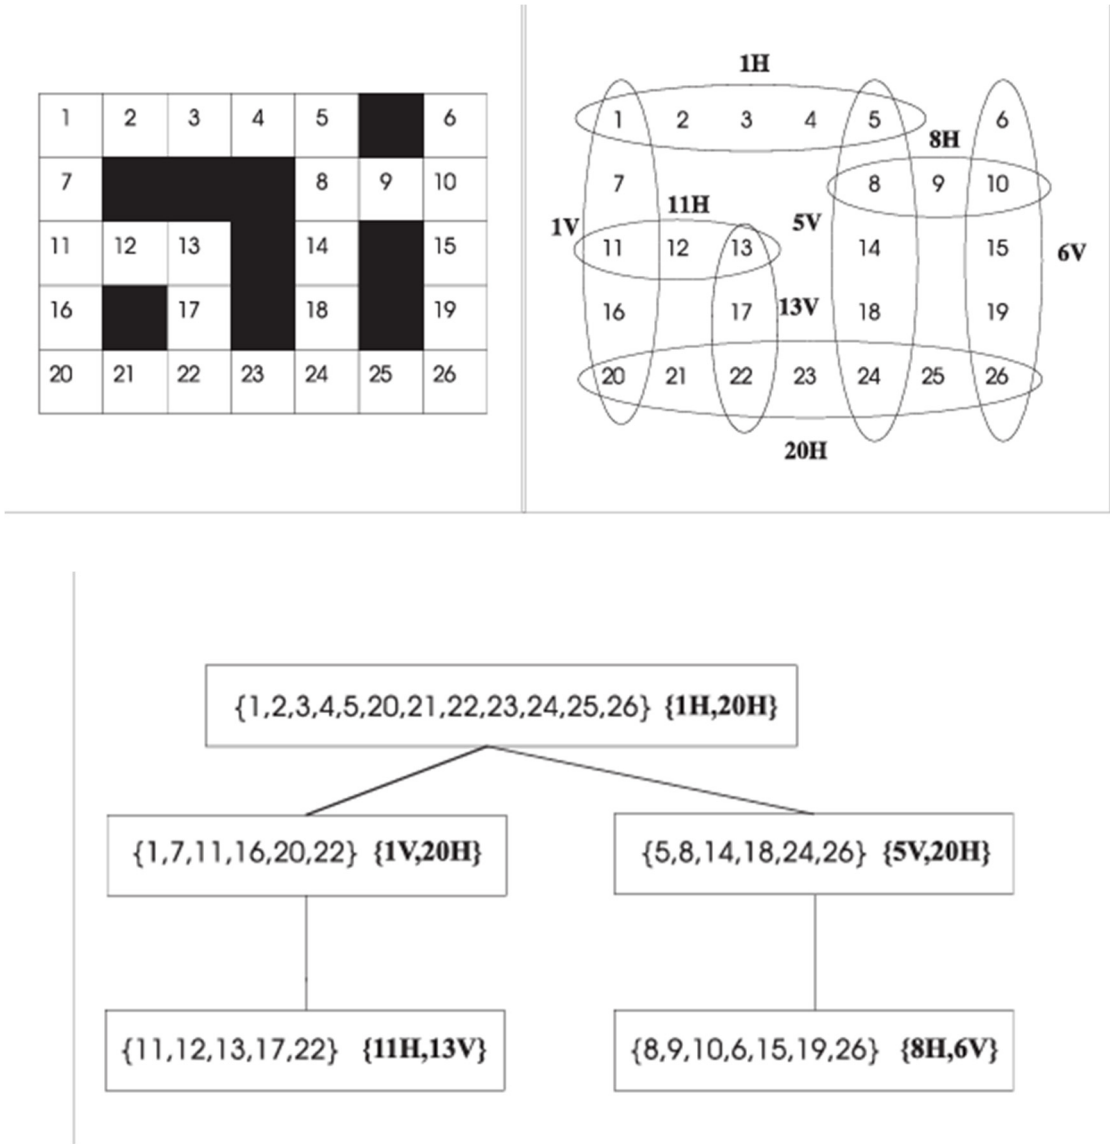 1 2 3 4 5 6
7 8 9 10
11 12 13 14 15
16 17 18 19
20 21 22 23 24 25 26
1H
1 2 3 4 5 6
8H
7 8 9 10
11H
1V 5V 6V
11 12 13 14 15
13V
16 17 18 19
20 21 22 23 24 25 26
20H
{1,2,3,4,5,20,21,22,23,24,25,26} {1H,20H}
{1,7,11,16,20,22} {1V,20H}
{5,8,14,18,24,26} {5V,20H}
{11,12,13,17,22} {11H,13V}
{8,9,10,6,15,19,26} {8H,6V}